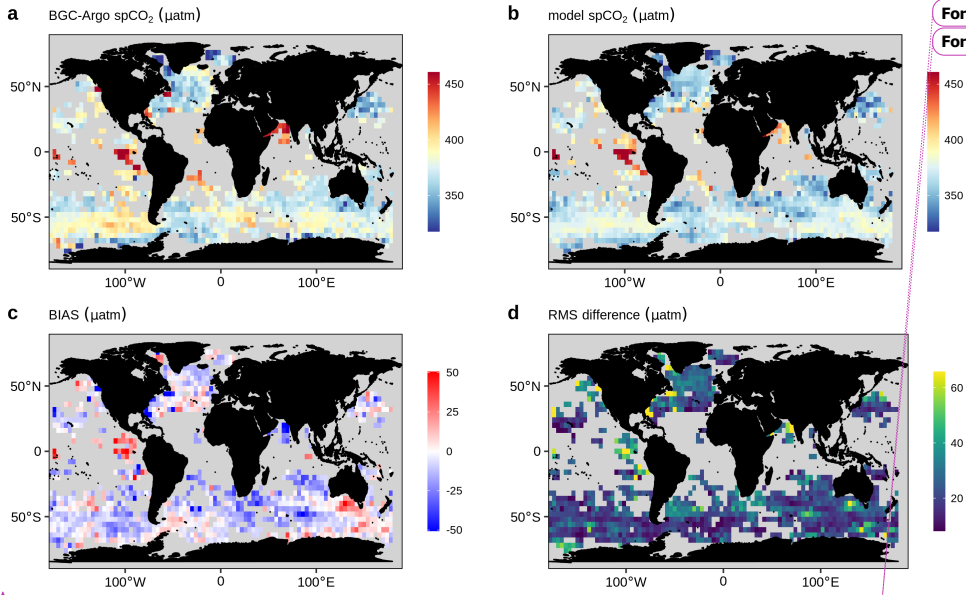 a BGC-Argo spCO₂ (µatm)
50°N
0
50°S
100°W 0 100°E
450
400
350
b model spCO₂ (µatm)
50°N
0
50°S
100°W 0 100°E
450
400
350
For
For
c BIAS (µatm)
50°N
0
50°S
100°W 0 100°E
50
25
0
-25
-50
d RMS difference (µatm)
50°N
0
50°S
100°W 0 100°E
60
40
20